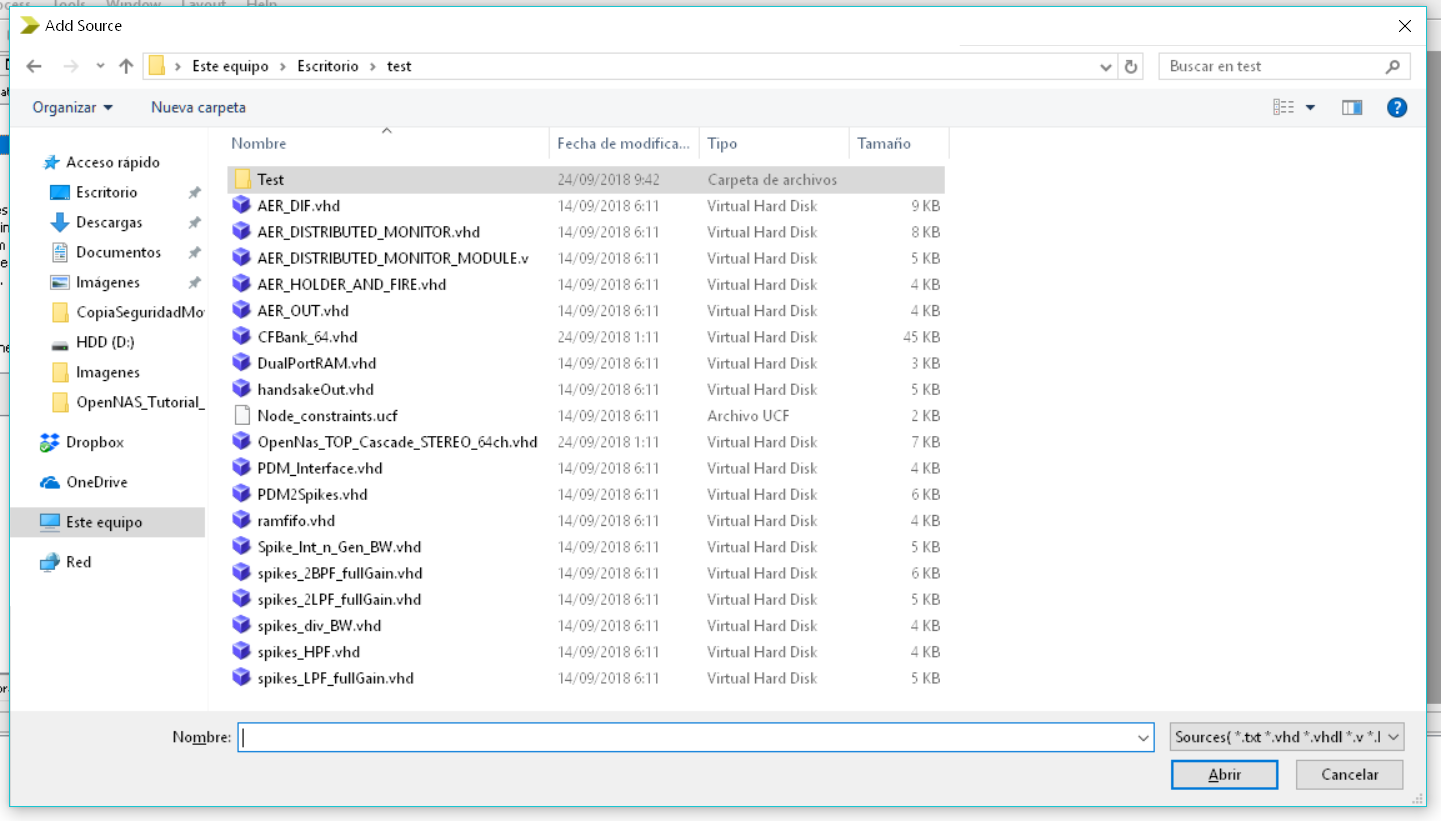 Process Tools Window Layout Help
Add Source
Este equipo Escritorio test
Buscar en test
Organizar Nueva carpeta
Nombre Fecha de modifica... Tipo Tamaño
Acceso rápido
Escritorio
Descargas
Documentos
Imágenes
CopiaSeguridadMo
HDD (D:)
Imagenes
OpenNAS_Tutorial_
Dropbox
OneDrive
Este equipo
Red
Test 24/09/2018 9:42 Carpeta de archivos
AER_DIF.vhd 14/09/2018 6:11 Virtual Hard Disk 9 KB
AER_DISTRIBUTED_MONITOR.vhd 14/09/2018 6:11 Virtual Hard Disk 8 KB
AER_DISTRIBUTED_MONITOR_MODULE.v 14/09/2018 6:11 Virtual Hard Disk 5 KB
AER_HOLDER_AND_FIRE.vhd 14/09/2018 6:11 Virtual Hard Disk 4 KB
AER_OUT.vhd 14/09/2018 6:11 Virtual Hard Disk 4 KB
CFBank_64.vhd 24/09/2018 1:11 Virtual Hard Disk 45 KB
DualPortRAM.vhd 14/09/2018 6:11 Virtual Hard Disk 3 KB
handsakeOut.vhd 14/09/2018 6:11 Virtual Hard Disk 5 KB
Node_constraints.ucf 14/09/2018 6:11 Archivo UCF 2 KB
OpenNas_TOP_Cascade_STEREO_64ch.vhd 24/09/2018 1:11 Virtual Hard Disk 7 KB
PDM_Interface.vhd 14/09/2018 6:11 Virtual Hard Disk 4 KB
PDM2Spikes.vhd 14/09/2018 6:11 Virtual Hard Disk 6 KB
ramfifo.vhd 14/09/2018 6:11 Virtual Hard Disk 4 KB
Spike_Int_n_Gen_BW.vhd 14/09/2018 6:11 Virtual Hard Disk 5 KB
spikes_2BPF_fullGain.vhd 14/09/2018 6:11 Virtual Hard Disk 6 KB
spikes_2LPF_fullGain.vhd 14/09/2018 6:11 Virtual Hard Disk 5 KB
spikes_div_BW.vhd 14/09/2018 6:11 Virtual Hard Disk 4 KB
spikes_HPF.vhd 14/09/2018 6:11 Virtual Hard Disk 4 KB
spikes_LPF_fullGain.vhd 14/09/2018 6:11 Virtual Hard Disk 5 KB
Nombre: Sources( *.txt *.vhd *.vhdl *.v *.l
Abrir Cancelar